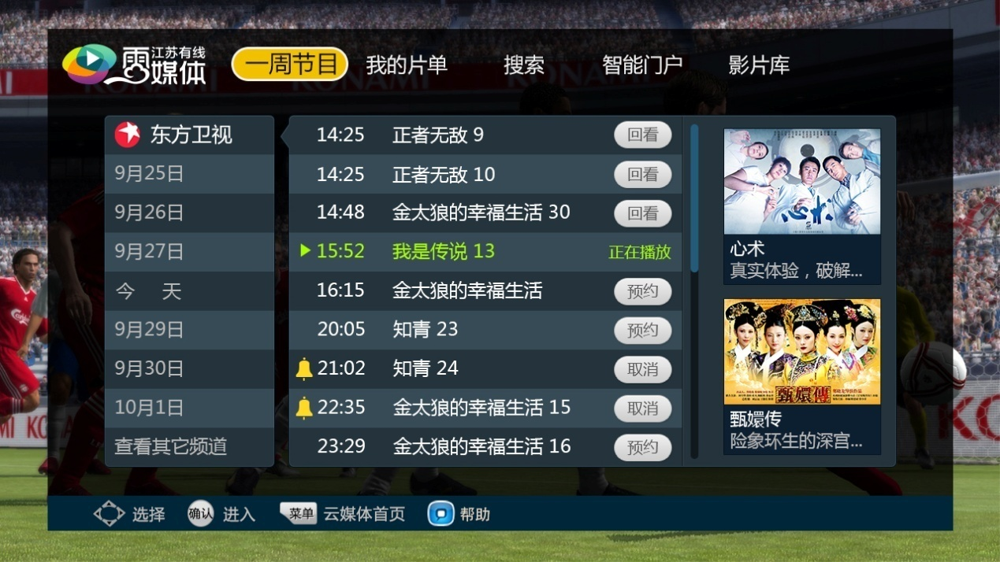 江苏有线
云媒体
一周节目 我的片单 搜索 智能门户 影片库
东方卫视
9月25日
9月26日
9月27日
今 天
9月29日
9月30日
10月1日
查看其它频道
14:25 正者无敌 9 回看
14:25 正者无敌 10 回看
14:48 金太狼的幸福生活 30 回看
15:52 我是传说 13 正在播放
16:15 金太狼的幸福生活 预约
20:05 知青 23 预约
21:02 知青 24 取消
22:35 金太狼的幸福生活 15 取消
23:29 金太狼的幸福生活 16 预约
心术
心术
真实体验，破解...
甄嬛傳
甄嬛传
险象环生的深宫...
选择 确认 进入 菜单 云媒体首页 帮助
KONAMI
KONAMI
Carlsberg